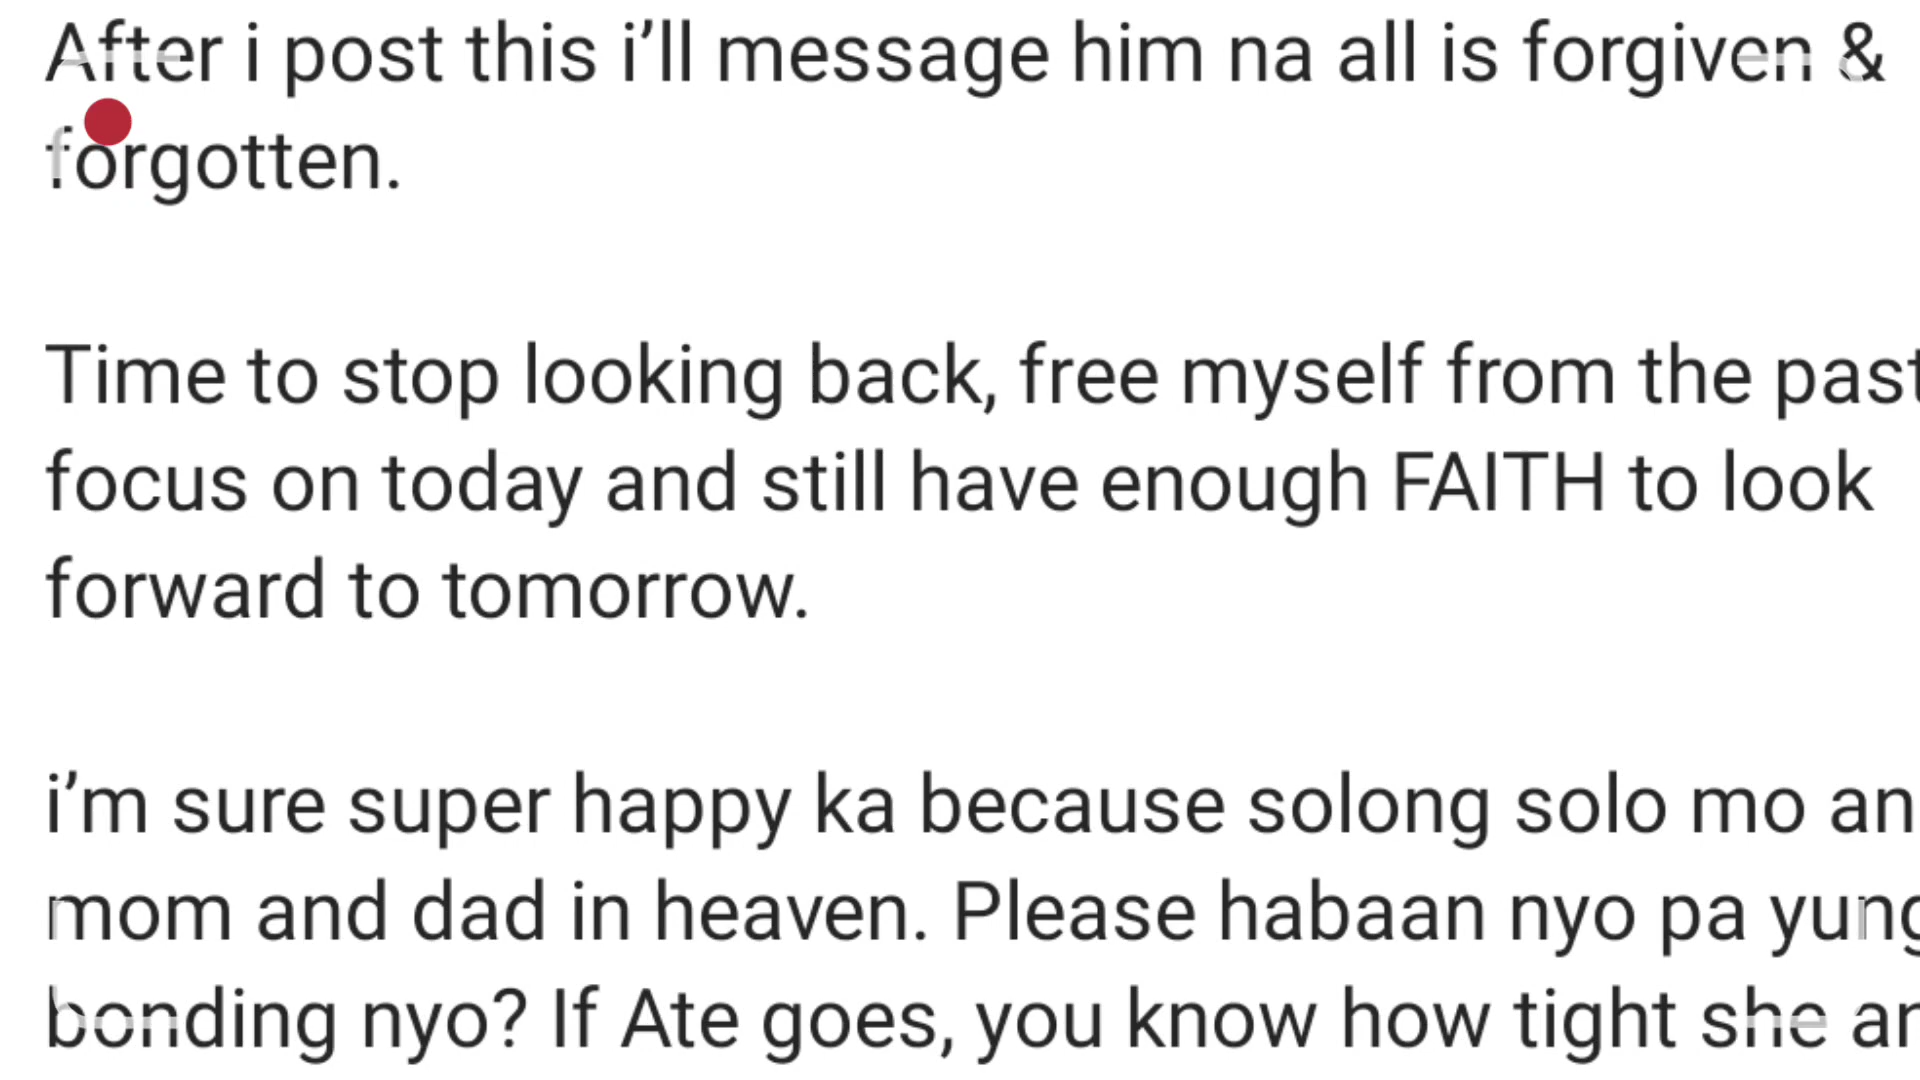 After i post this i’ll message him na all is forgiven &
forgotten.
Time to stop looking back, free myself from the past
focus on today and still have enough FAITH to look
forward to tomorrow.
i’m sure super happy ka because solong solo mo an
mom and dad in heaven. Please habaan nyo pa yung
bonding nyo? If Ate goes, you know how tight she an